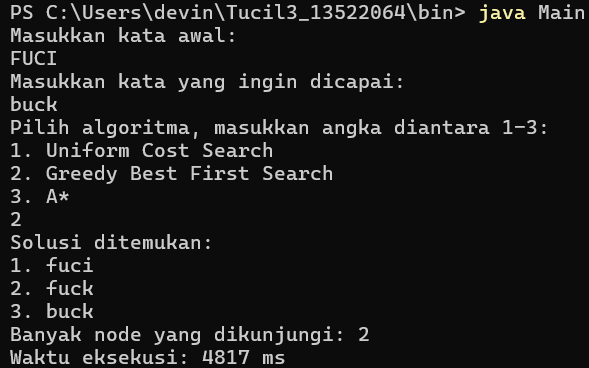 PS C:\Users\devin\Tucil3_13522064\bin> java Main
Masukkan kata awal:
FUCI
Masukkan kata yang ingin dicapai:
buck
Pilih algoritma, masukkan angka diantara 1-3:
1. Uniform Cost Search
2. Greedy Best First Search
3. A*
2
Solusi ditemukan:
1. fuci
2. fuck
3. buck
Banyak node yang dikunjungi: 2
Waktu eksekusi: 4817 ms